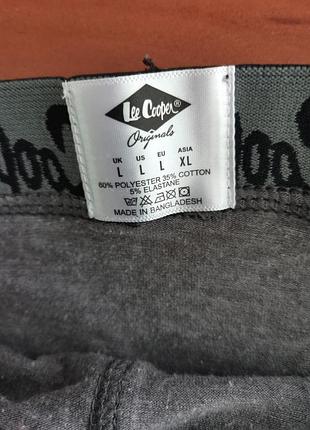 Lee Cooper®
Originals
UK US EU ASIA
L L L XL
60% POLYESTER 35% COTTON
5% ELASTANE
MADE IN BANGLADESH